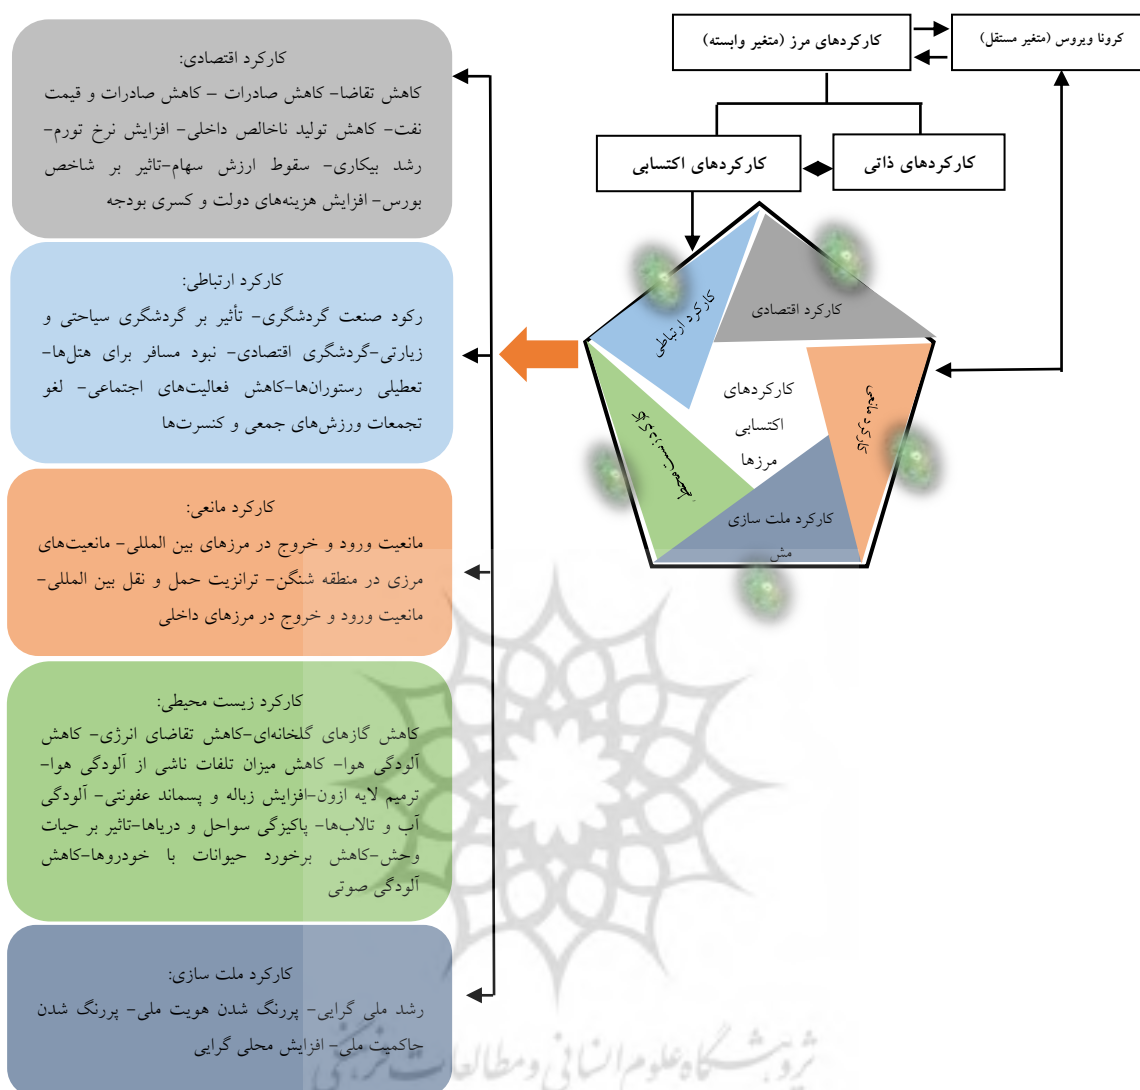 کرونا ویروس (متغیر مستقل)
کارکردهای مرز (متغیر وابسته)
کارکردهای ذاتی
کارکردهای اکتسابی
کارکرد اقتصادی
کارکرد ارتباطی
کارکرد مانعی
کارکرد زیست محیطی
کارکرد ملت سازی
مش
کارکردهای
اکتسابی
مرزها
کارکرد اقتصادی:
کاهش تقاضا- کاهش صادرات – کاهش صادرات و قیمت
نفت- کاهش تولید ناخالص داخلی- افزایش نرخ تورم-
رشد بیکاری- سقوط ارزش سهام-تاثیر بر شاخص
بورس- افزایش هزینه‌های دولت و کسری بودجه
کارکرد ارتباطی:
رکود صنعت گردشگری- تأثیر بر گردشگری سیاحتی و
زیارتی-گردشگری اقتصادی- نبود مسافر برای هتل‌ها-
تعطیلی رستوران‌ها-کاهش فعالیت‌های اجتماعی- لغو
تجمعات ورزش‌های جمعی و کنسرت‌ها
کارکرد مانعی:
مانعیت ورود و خروج در مرزهای بین المللی- مانعیت‌های
مرزی در منطقه شنگن- ترانزیت حمل و نقل بین المللی-
مانعیت ورود و خروج در مرزهای داخلی
کارکرد زیست محیطی:
کاهش گازهای گلخانه‌ای-کاهش تقاضای انرژی- کاهش
آلودگی هوا- کاهش میزان تلفات ناشی از آلودگی هوا-
ترمیم لایه ازون-افزایش زباله و پسماند عفونتی- آلودگی
آب و تالاب‌ها- پاکیزگی سواحل و دریاها-تاثیر بر حیات
وحش-کاهش برخورد حیوانات با خودروها-کاهش
آلودگی صوتی
کارکرد ملت سازی:
رشد ملی گرایی- پررنگ شدن هویت ملی- پررنگ شدن
حاکمیت ملی- افزایش محلی گرایی
پژوهشگاه علوم انسانی و مطالعات فرهنگی